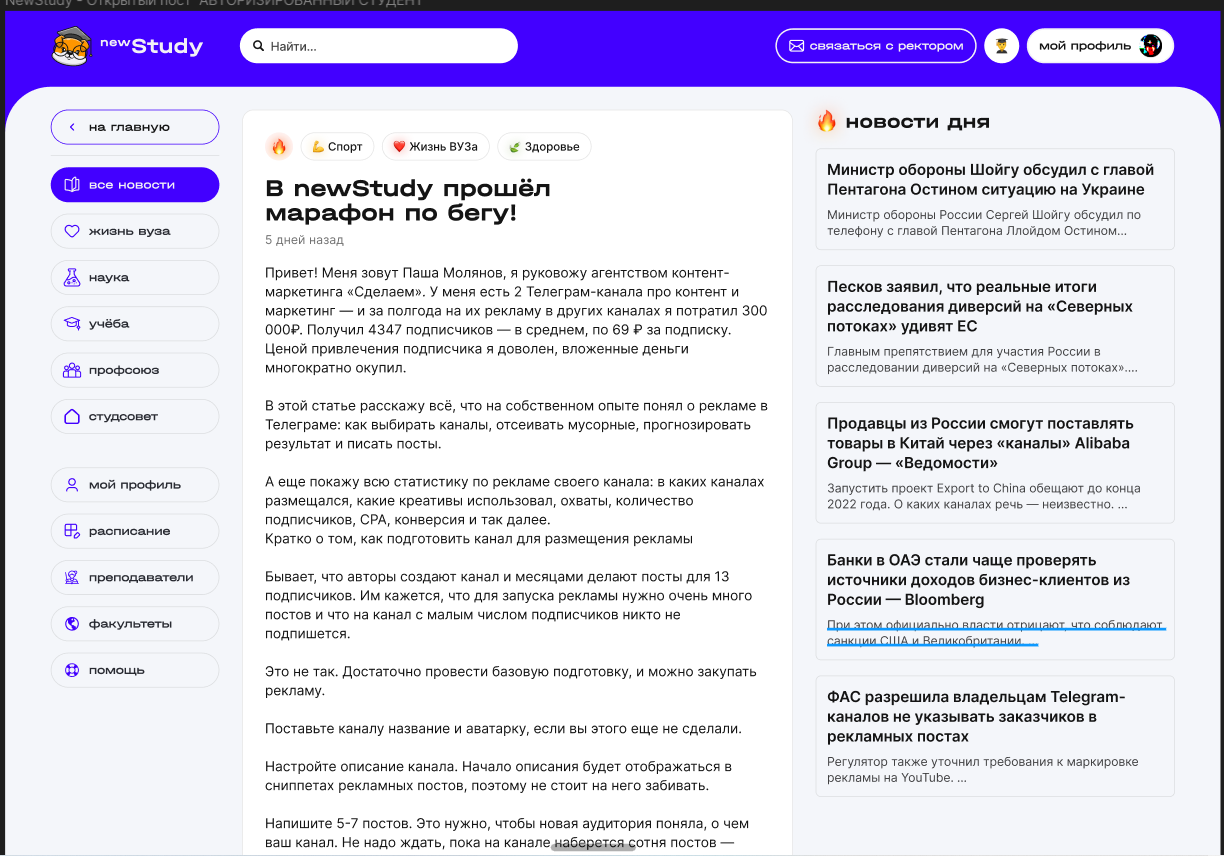 NewStudy - Открытый пост "АВТОРИЗИРОВАННЫЙ СТУДЕНТ"
newStudy
Найти...
связаться с ректором
мой профиль
на главную
все новости
жизнь вуза
наука
учёба
профсоюз
студсовет
мой профиль
расписание
преподаватели
факультеты
помощь
Спорт
Жизнь ВУЗа
Здоровье
В newStudy прошёл
марафон по бегу!
5 дней назад
Привет! Меня зовут Паша Молянов, я руковожу агентством контент-
маркетинга «Сделаем». У меня есть 2 Телеграм-канала про контент и
маркетинг — и за полгода на их рекламу в других каналах я потратил 300
000₽. Получил 4347 подписчиков — в среднем, по 69 ₽ за подписку.
Ценой привлечения подписчика я доволен, вложенные деньги
многократно окупил.
В этой статье расскажу всё, что на собственном опыте понял о рекламе в
Телеграме: как выбирать каналы, отсеивать мусорные, прогнозировать
результат и писать посты.
А еще покажу всю статистику по рекламе своего канала: в каких каналах
размещался, какие креативы использовал, охваты, количество
подписчиков, CPA, конверсия и так далее.
Кратко о том, как подготовить канал для размещения рекламы
Бывает, что авторы создают канал и месяцами делают посты для 13
подписчиков. Им кажется, что для запуска рекламы нужно очень много
постов и что на канал с малым числом подписчиков никто не
подпишется.
Это не так. Достаточно провести базовую подготовку, и можно закупать
рекламу.
Поставьте каналу название и аватарку, если вы этого еще не сделали.
Настройте описание канала. Начало описания будет отображаться в
сниппетах рекламных постов, поэтому не стоит на него забивать.
Напишите 5-7 постов. Это нужно, чтобы новая аудитория поняла, о чем
ваш канал. Не надо ждать, пока на канале наберется сотня постов —
новости дня
Министр обороны Шойгу обсудил с главой
Пентагона Остином ситуацию на Украине
Министр обороны России Сергей Шойгу обсудил по
телефону с главой Пентагона Ллойдом Остином...
Песков заявил, что реальные итоги
расследования диверсий на «Северных
потоках» удивят ЕС
Главным препятствием для участия России в
расследовании диверсий на «Северных потоках»....
Продавцы из России смогут поставлять
товары в Китай через «каналы» Alibaba
Group — «Ведомости»
Запустить проект Export to China обещают до конца
2022 года. О каких каналах речь — неизвестно. ...
Банки в ОАЭ стали чаще проверять
источники доходов бизнес-клиентов из
России — Bloomberg
При этом официально власти отрицают, что соблюдают
санкции США и Великобритании. ...
ФАС разрешила владельцам Telegram-
каналов не указывать заказчиков в
рекламных постах
Регулятор также уточнил требования к маркировке
рекламы на YouTube. ...